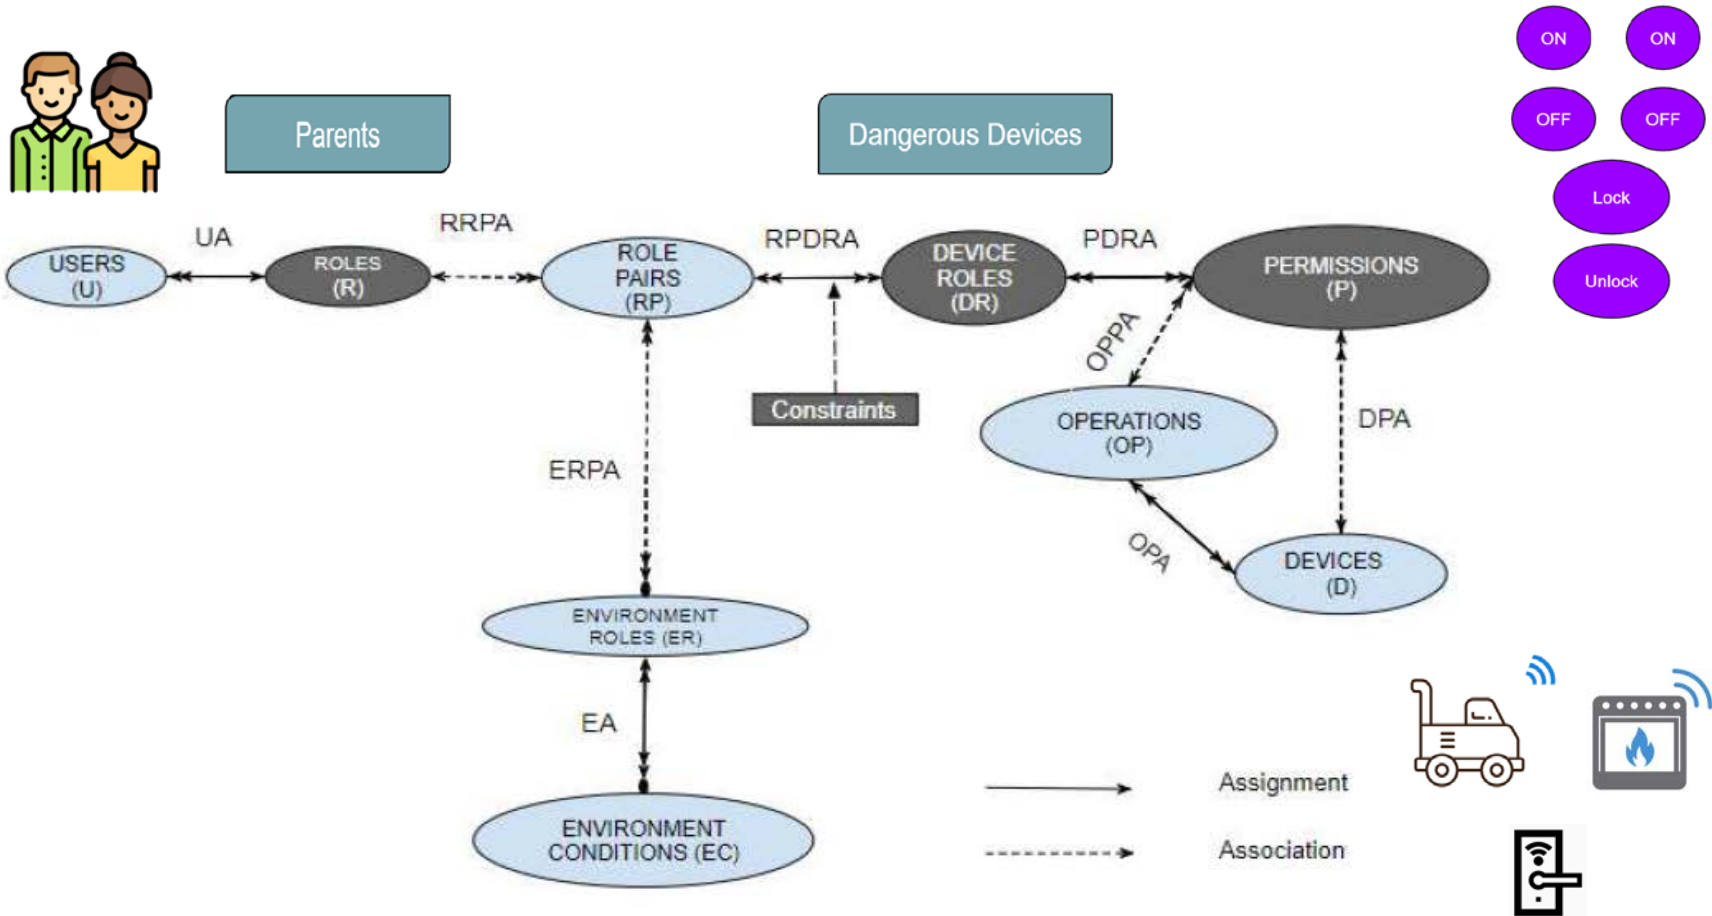 ON
ON
OFF
OFF
Parents
Dangerous Devices
Lock
Unlock
UA
RRPA
RPDRA
PDRA
USERS
(U)
ROLES
(R)
ROLE
PAIRS
(RP)
DEVICE
ROLES
(DR)
PERMISSIONS
(P)
OPPA
Constraints
OPERATIONS
(OP)
DPA
ERPA
OPA
DEVICES
(D)
ENVIRONMENT
ROLES (ER)
EA
Assignment
ENVIRONMENT
CONDITIONS (EC)
Association